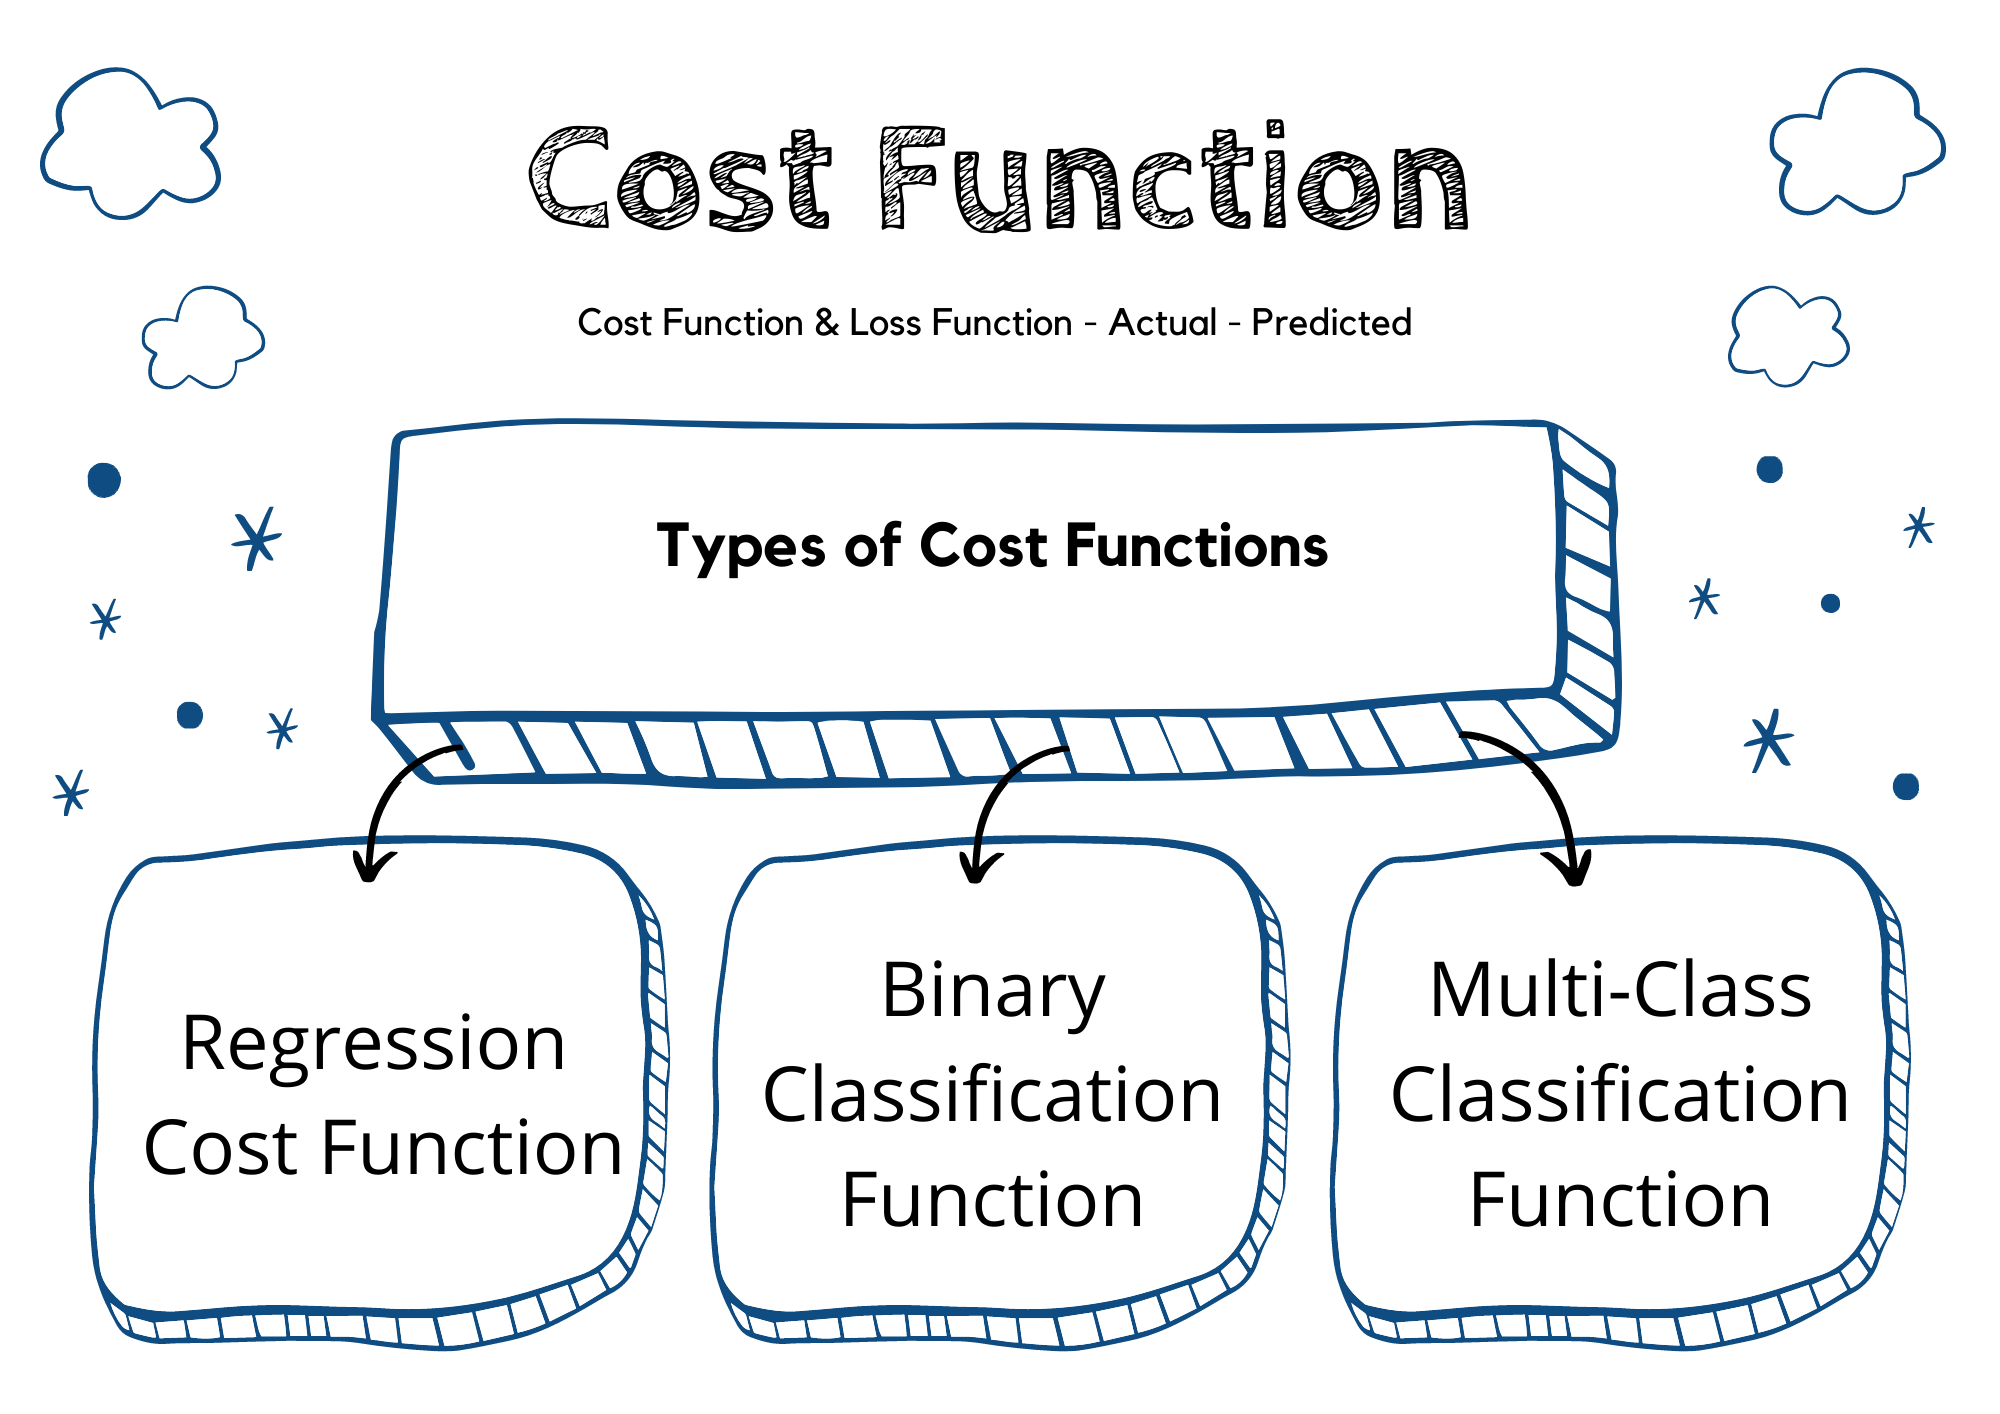 Cost Function
Cost Function & Loss Function - Actual - Predicted
Types of Cost Functions
Regression
Cost Function
Binary
Classification
Function
Multi-Class
Classification
Function